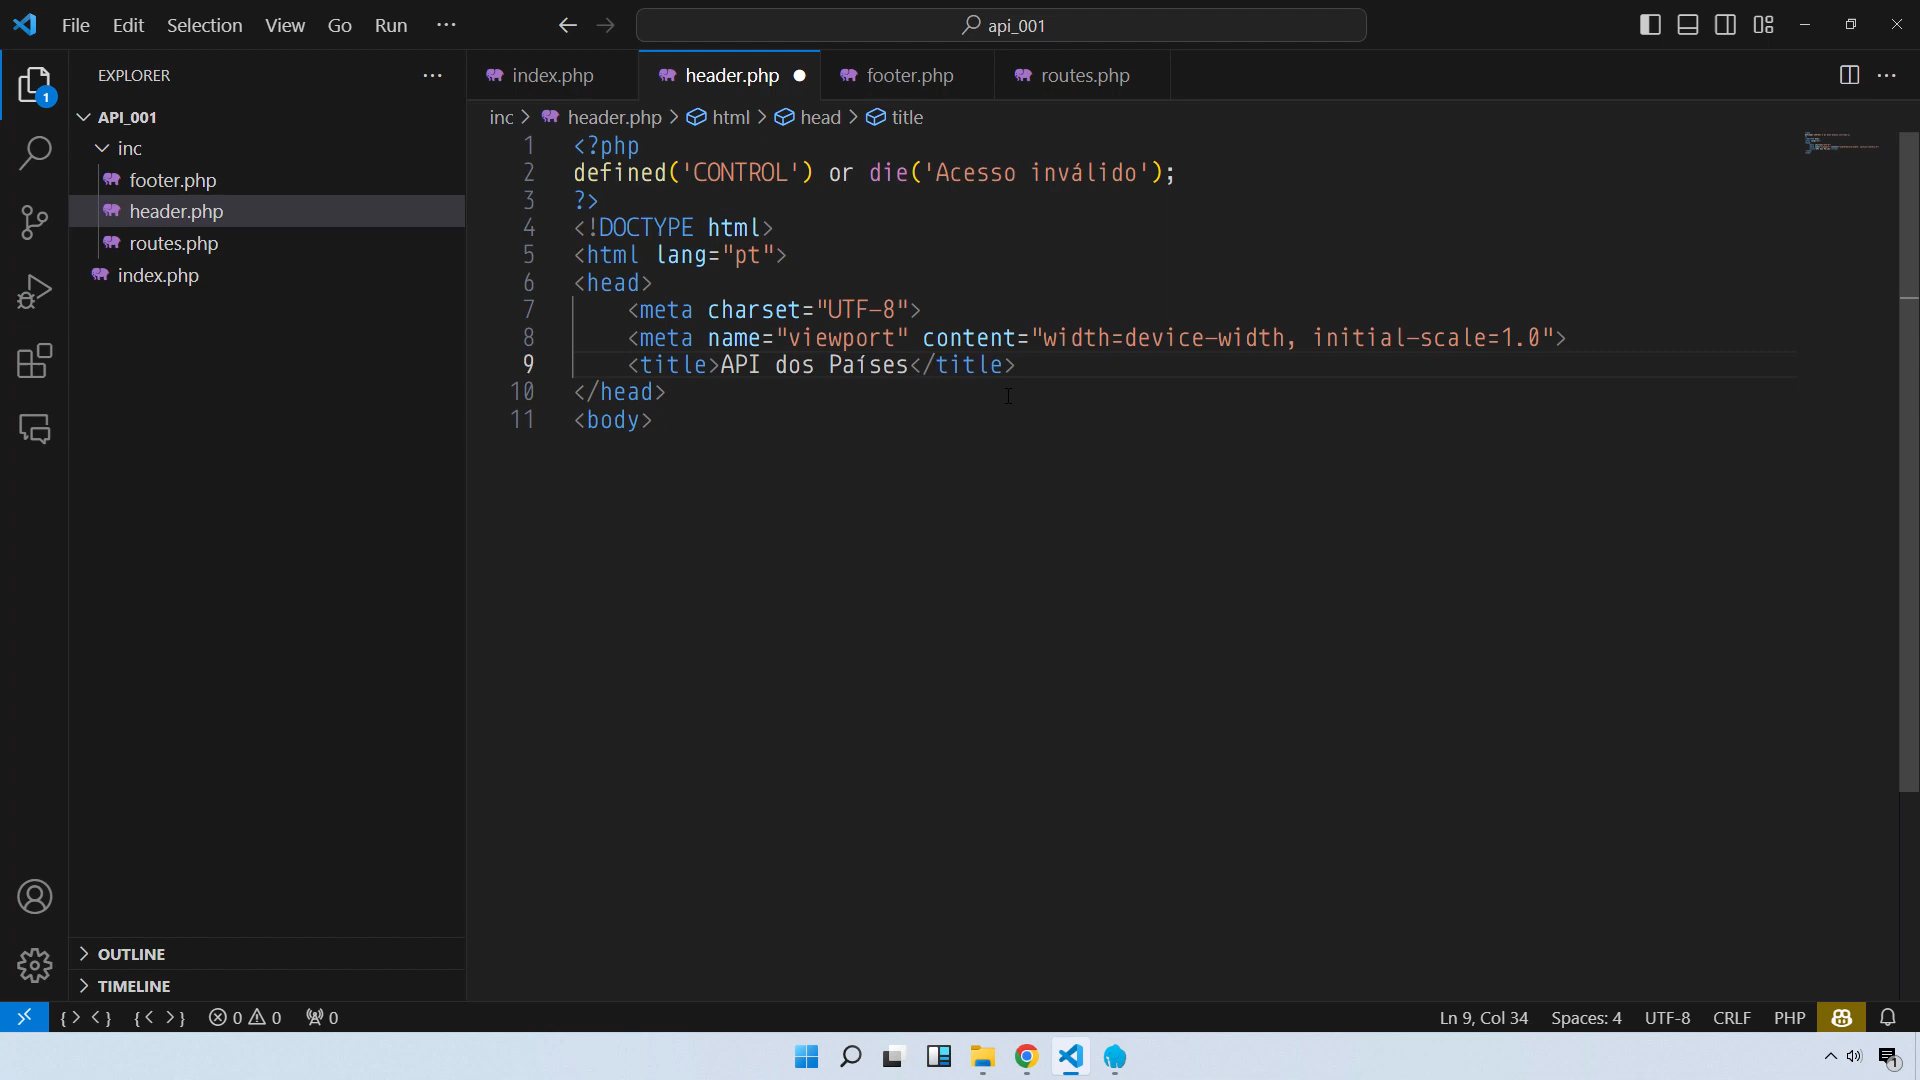 File Edit Selection View Go Run ···
api_001
EXPLORER ···
index.php header.php footer.php routes.php ···
API_001
inc
footer.php
header.php
routes.php
index.php
inc > header.php > html > head > title
1 <?php
2 defined('CONTROL') or die('Acesso inválido');
3 ?>
4 <!DOCTYPE html>
5 <html lang="pt">
6 <head>
7 <meta charset="UTF-8">
8 <meta name="viewport" content="width=device-width, initial-scale=1.0">
9 <title>API dos Países</title>
10 </head>
11 <body>
1
OUTLINE
TIMELINE
{> <} {< >} 0 0 0
Ln 9, Col 34 Spaces: 4 UTF-8 CRLF PHP
1